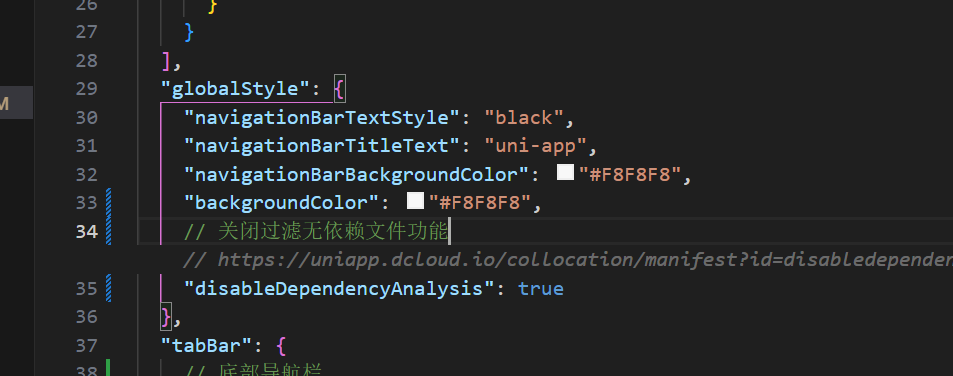 26 }
27 }
28 ],
29 "globalStyle": {
M
30 "navigationBarTextStyle": "black",
31 "navigationBarTitleText": "uni-app",
32 "navigationBarBackgroundColor": "#F8F8F8",
33 "backgroundColor": "#F8F8F8",
34 // 关闭过滤无依赖文件功能
// https://uniapp.dcloud.io/collocation/manifest?id=disabledependen
35 "disableDependencyAnalysis": true
36 },
37 "tabBar": {
38 // 底部导航栏